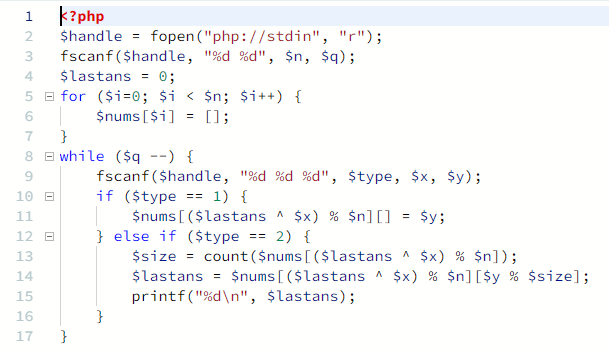 1 <?php
2 $handle = fopen("php://stdin", "r");
3 fscanf($handle, "%d %d", $n, $q);
4 $lastans = 0;
5 for ($i=0; $i < $n; $i++) {
6     $nums[$i] = [];
7 }
8 while ($q --) {
9     fscanf($handle, "%d %d %d", $type, $x, $y);
10     if ($type == 1) {
11         $nums[($lastans ^ $x) % $n][] = $y;
12     } else if ($type == 2) {
13         $size = count($nums[($lastans ^ $x) % $n]);
14         $lastans = $nums[($lastans ^ $x) % $n][$y % $size];
15         printf("%d\n", $lastans);
16     }
17 }